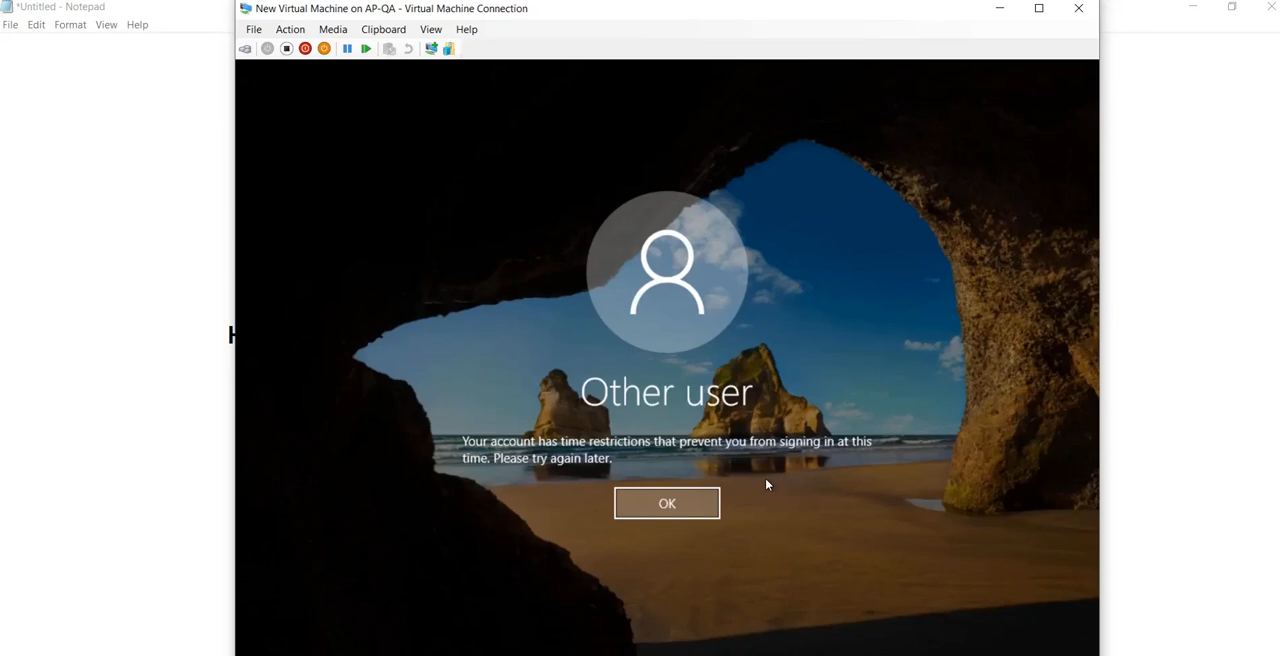 *Untitled - Notepad
File Edit Format View Help
New Virtual Machine on AP-QA - Virtual Machine Connection
File Action Media Clipboard View Help
Other user
Your account has time restrictions that prevent you from signing in at this
time. Please try again later.
OK